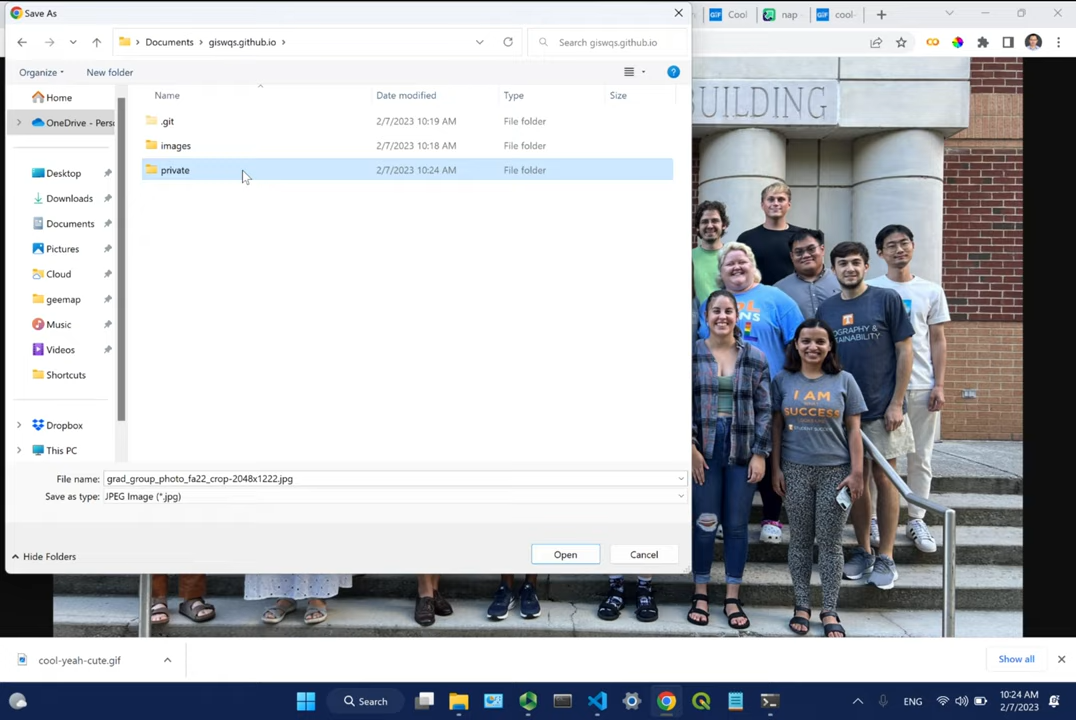 Save As
Cool
nap
cool-
Documents
giswqs.github.io
Search giswqs.github.io
Organize
New folder
Name
Date modified
Type
Size
Home
OneDrive - Pers
.git
2/7/2023 10:19 AM
File folder
images
2/7/2023 10:18 AM
File folder
private
2/7/2023 10:24 AM
File folder
Desktop
Downloads
Documents
Pictures
Cloud
geemap
Music
Videos
Shortcuts
Dropbox
This PC
BUILDING
I AM
SUCCESS
File name:
grad_group_photo_fa22_crop-2048x1222.jpg
Save as type:
JPEG Image (*.jpg)
Hide Folders
Open
Cancel
cool-yeah-cute.gif
Show all
Search
ENG
10:24 AM
2/7/2023